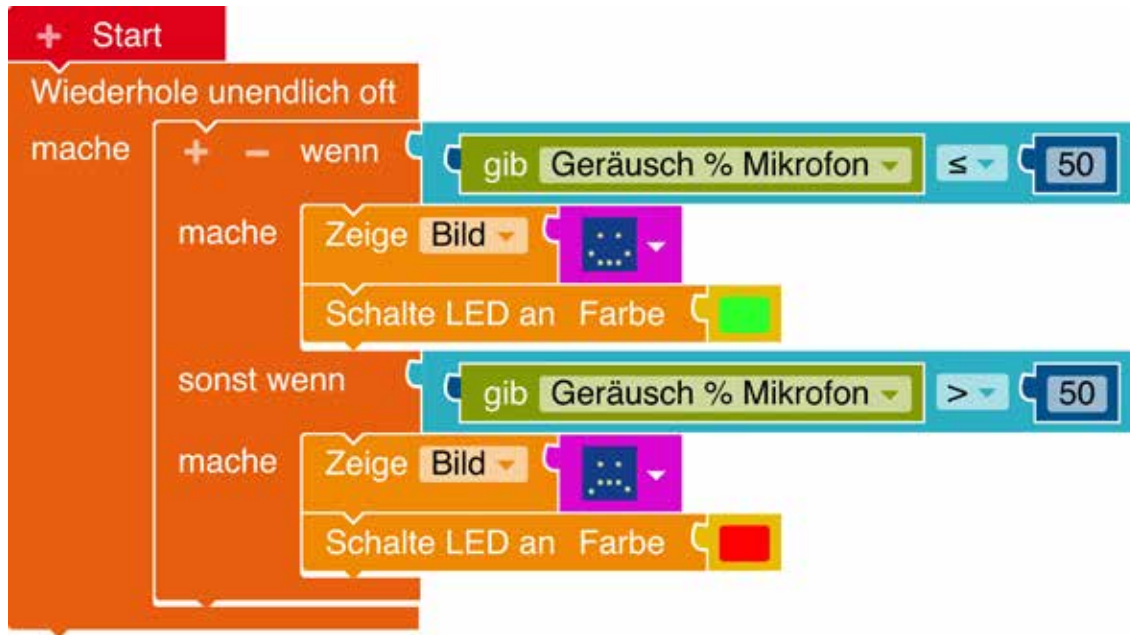 + Start
Wiederhole unendlich oft
mache + − wenn gib Geräusch % Mikrofon ≤ 50
mache Zeige Bild
Schalte LED an Farbe
sonst wenn gib Geräusch % Mikrofon > 50
mache Zeige Bild
Schalte LED an Farbe